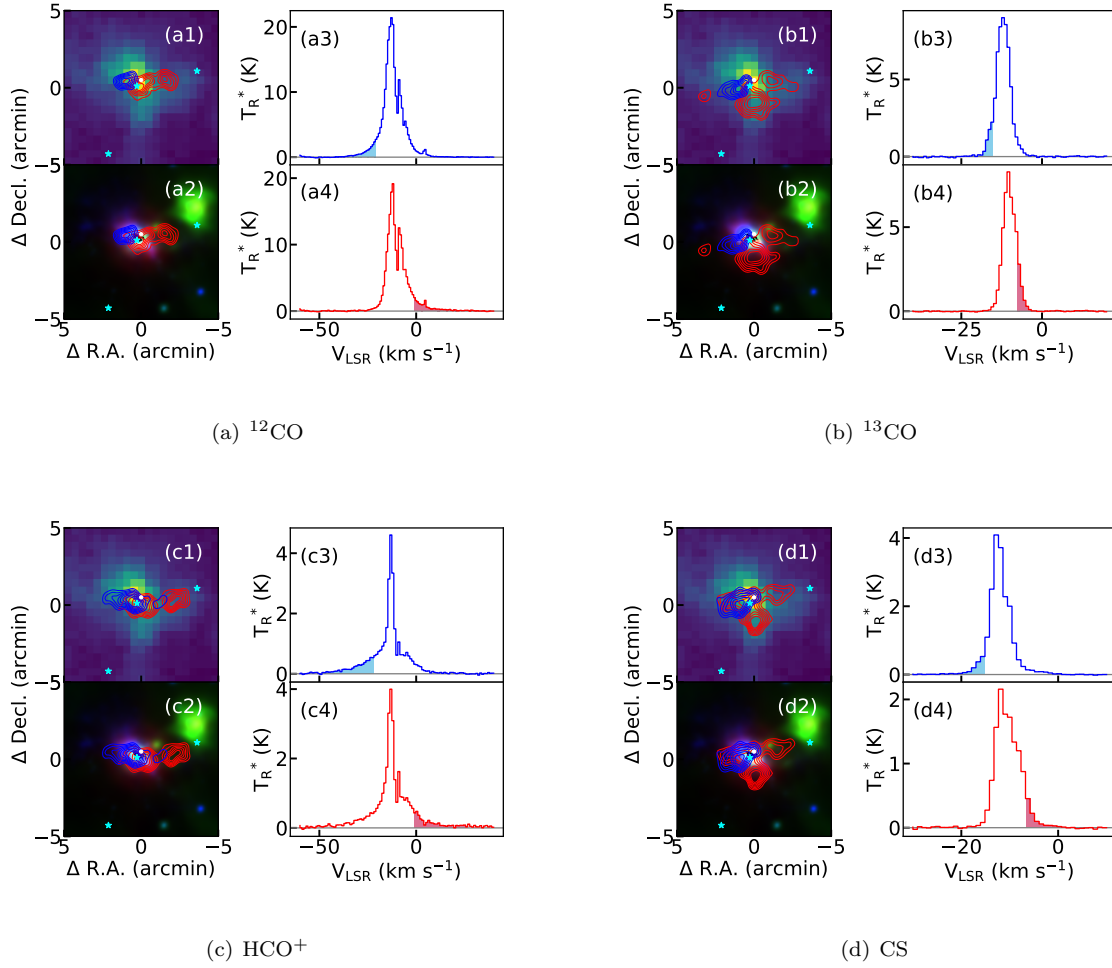 (a1)
(a2)
5
0
-5
5
0
-5
Δ Decl. (arcmin)
5
0
-5
Δ R.A. (arcmin)
(a3)
20
10
0
T_R^* (K)
(a4)
20
10
0
T_R^* (K)
−50
0
V_LSR (km s⁻¹)
(a) ¹²CO
(b1)
(b2)
5
0
-5
5
0
-5
Δ Decl. (arcmin)
5
0
-5
Δ R.A. (arcmin)
(b3)
5
0
T_R^* (K)
(b4)
5
0
T_R^* (K)
−25
0
V_LSR (km s⁻¹)
(b) ¹³CO
(c1)
(c2)
5
0
-5
5
0
-5
Δ Decl. (arcmin)
5
0
-5
Δ R.A. (arcmin)
(c3)
4
2
0
T_R^* (K)
(c4)
4
2
0
T_R^* (K)
−50
0
V_LSR (km s⁻¹)
(c) HCO⁺
(d1)
(d2)
5
0
-5
5
0
-5
Δ Decl. (arcmin)
5
0
-5
Δ R.A. (arcmin)
(d3)
4
2
0
T_R^* (K)
(d4)
2
1
0
T_R^* (K)
−20
0
V_LSR (km s⁻¹)
(d) CS